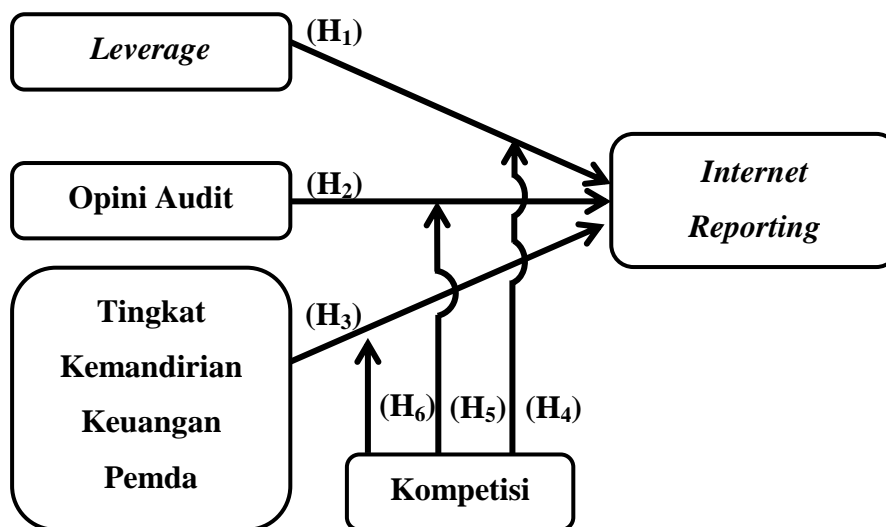 Leverage
(H₁)
Opini Audit
(H₂)
Tingkat
Kemandirian
Keuangan
Pemda
(H₃)
Internet
Reporting
(H₆)
(H₅)
(H₄)
Kompetisi